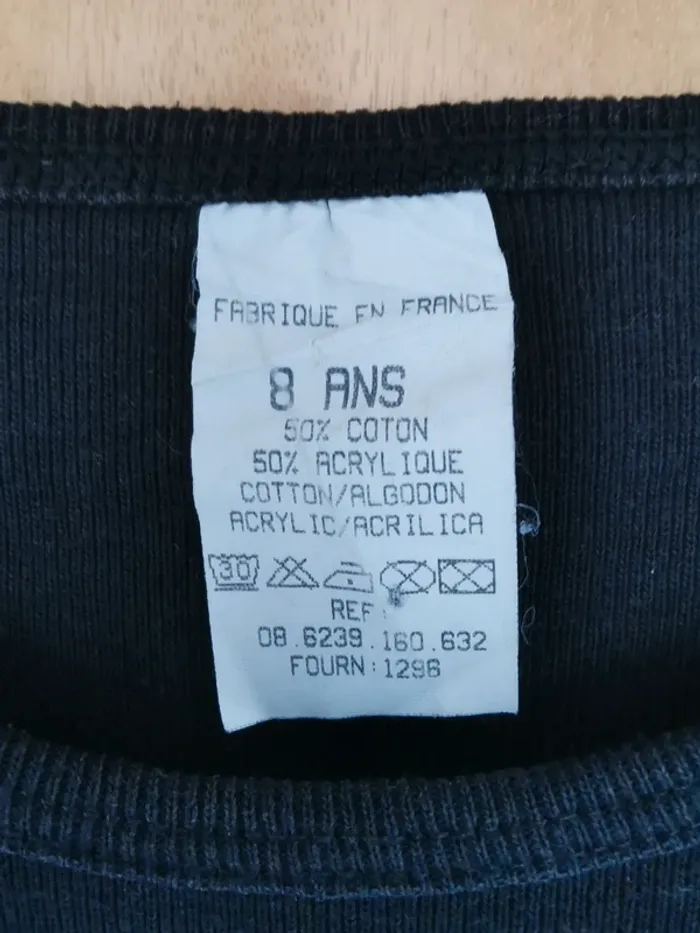 FABRIQUE EN FRANCE
8 ANS
50% COTON
50% ACRYLIQUE
COTTON/ALGODON
ACRYLIC/ACRILICA
30
REF:
08.6239.160.632
FOURN:1296